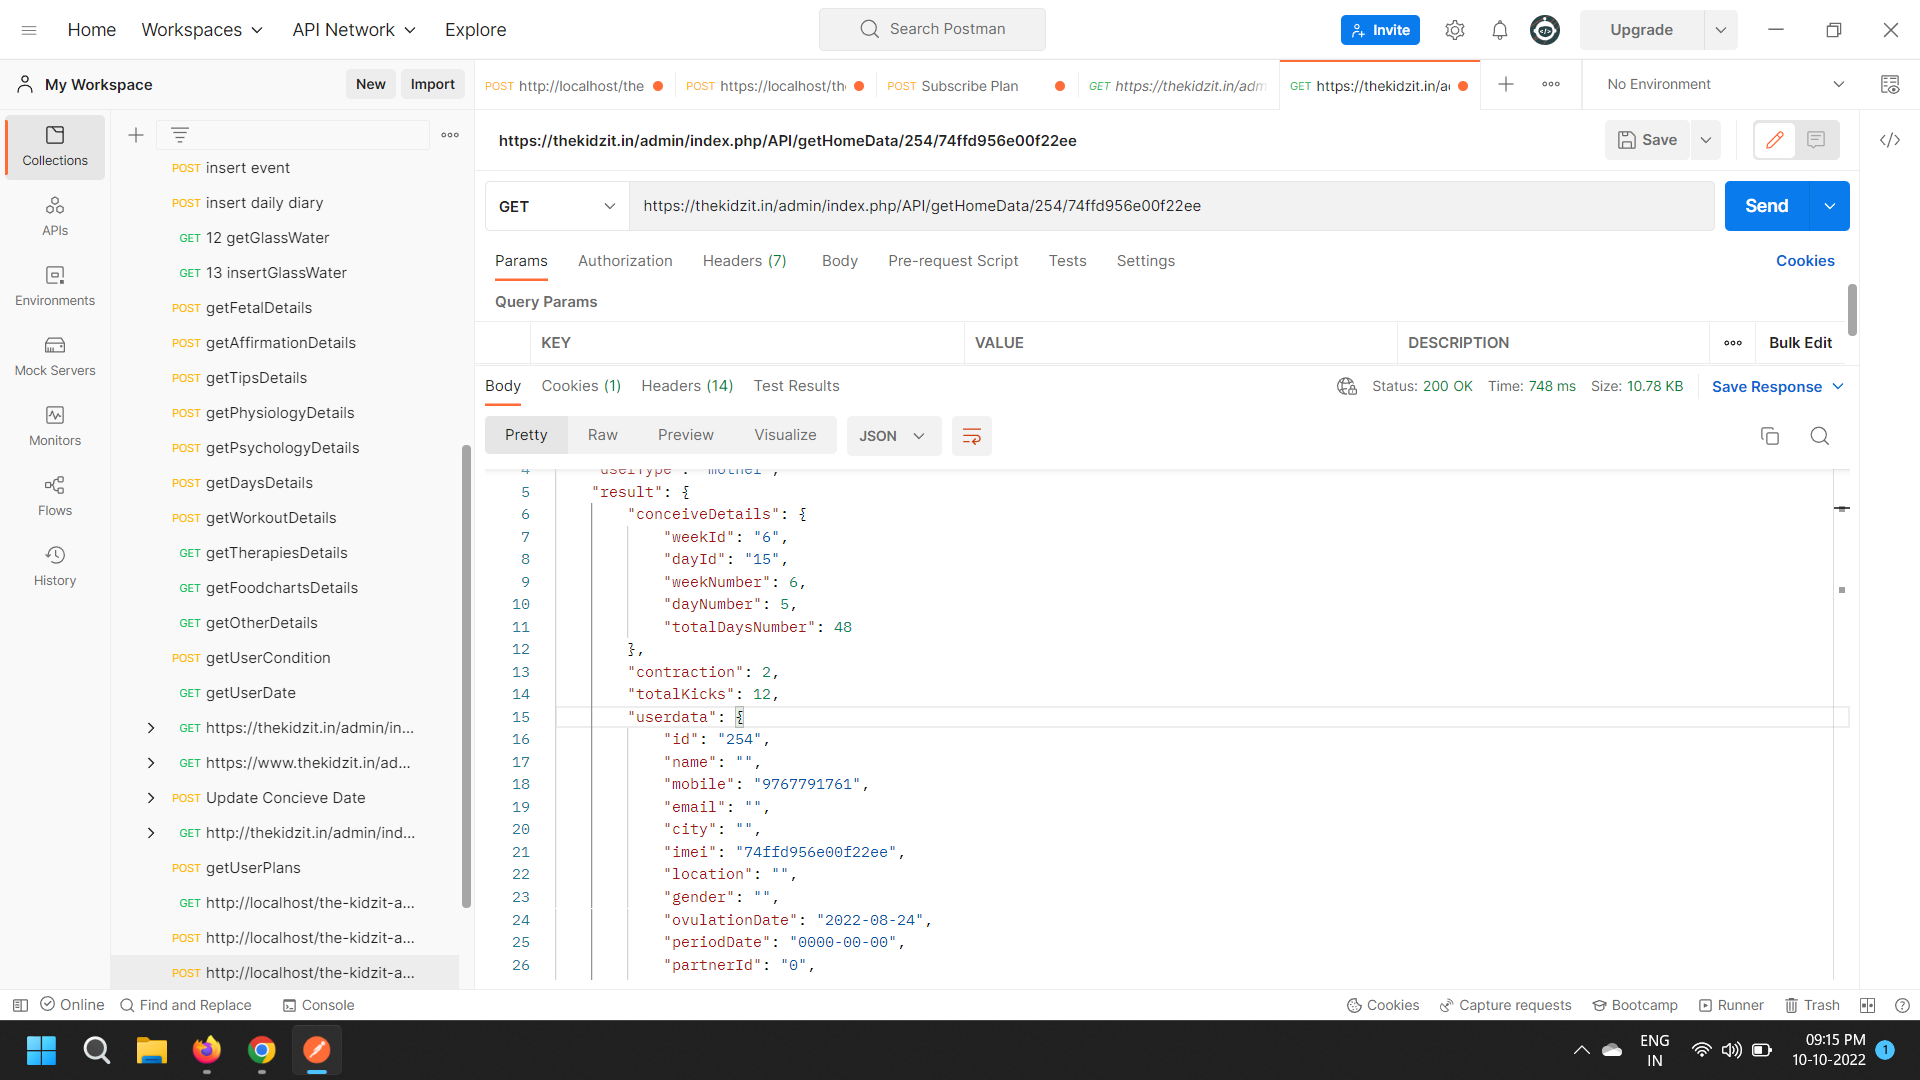 Home
Workspaces
API Network
Explore
Search Postman
Invite
Upgrade
My Workspace
New
Import
POST http://localhost/the
POST https://localhost/th
POST Subscribe Plan
GET https://thekidzit.in/adm
GET https://thekidzit.in/a
No Environment
Collections
APIs
Environments
Mock Servers
Monitors
Flows
History
POST insert event
POST insert daily diary
GET 12 getGlassWater
GET 13 insertGlassWater
POST getFetalDetails
POST getAffirmationDetails
POST getTipsDetails
POST getPhysiologyDetails
POST getPsychologyDetails
POST getDaysDetails
POST getWorkoutDetails
GET getTherapiesDetails
GET getFoodchartsDetails
GET getOtherDetails
POST getUserCondition
GET getUserDate
GET https://thekidzit.in/admin/in...
GET https://www.thekidzit.in/ad...
POST Update Concieve Date
GET http://thekidzit.in/admin/ind...
POST getUserPlans
GET http://localhost/the-kidzit-a...
POST http://localhost/the-kidzit-a...
POST http://localhost/the-kidzit-a...
https://thekidzit.in/admin/index.php/API/getHomeData/254/74ffd956e00f22ee
Save
GET
https://thekidzit.in/admin/index.php/API/getHomeData/254/74ffd956e00f22ee
Send
Params
Authorization
Headers (7)
Body
Pre-request Script
Tests
Settings
Cookies
Query Params
KEY
VALUE
DESCRIPTION
Bulk Edit
Body
Cookies (1)
Headers (14)
Test Results
Status: 200 OK
Time: 748 ms
Size: 10.78 KB
Save Response
Pretty
Raw
Preview
Visualize
JSON
4 "userType": "mother",
5 "result": {
6 "conceiveDetails": {
7 "weekId": "6",
8 "dayId": "15",
9 "weekNumber": 6,
10 "dayNumber": 5,
11 "totalDaysNumber": 48
12 },
13 "contraction": 2,
14 "totalKicks": 12,
15 "userdata": {
16 "id": "254",
17 "name": "",
18 "mobile": "9767791761",
19 "email": "",
20 "city": "",
21 "imei": "74ffd956e00f22ee",
22 "location": "",
23 "gender": "",
24 "ovulationDate": "2022-08-24",
25 "periodDate": "0000-00-00",
26 "partnerId": "0",
Online
Find and Replace
Console
Cookies
Capture requests
Bootcamp
Runner
Trash
ENG
IN
09:15 PM
10-10-2022
1